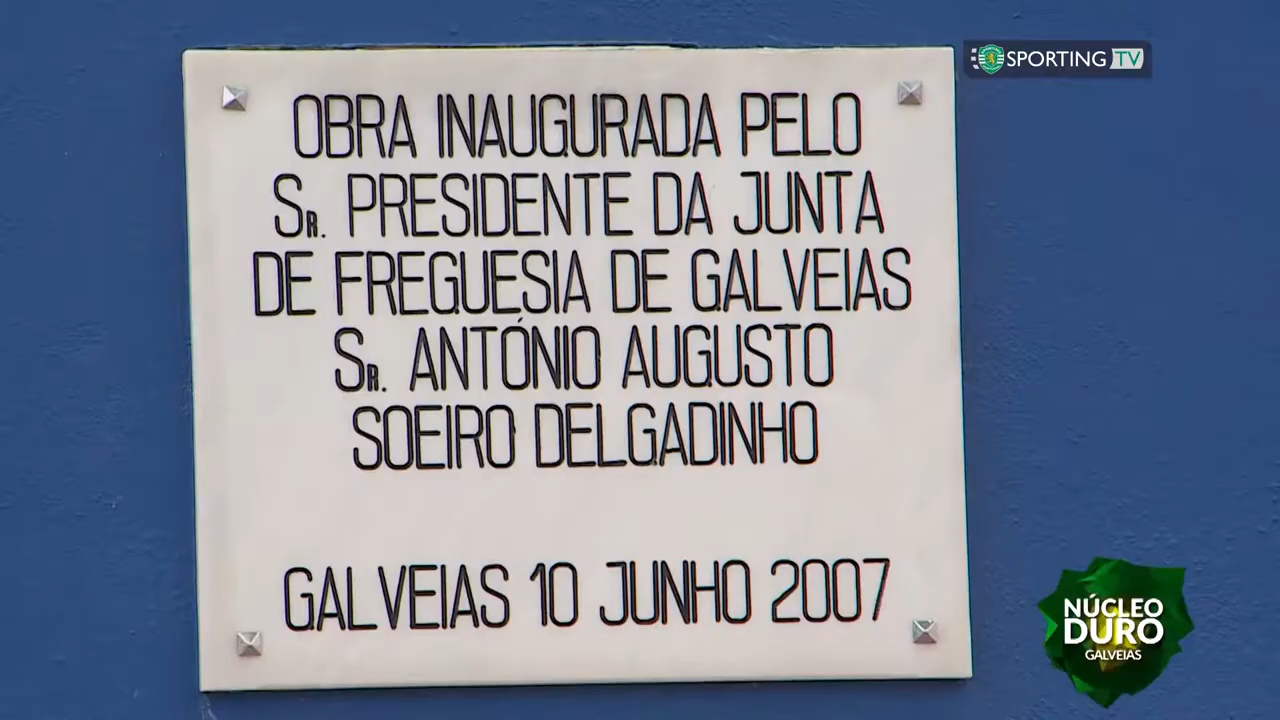 SPORTING TV
OBRA INAUGURADA PELO
SR. PRESIDENTE DA JUNTA
DE FREGUESIA DE GALVEIAS
SR. ANTÓNIO AUGUSTO
SOEIRO DELGADINHO
GALVEIAS 10 JUNHO 2007
NÚCLEO
DURO
GALVEIAS